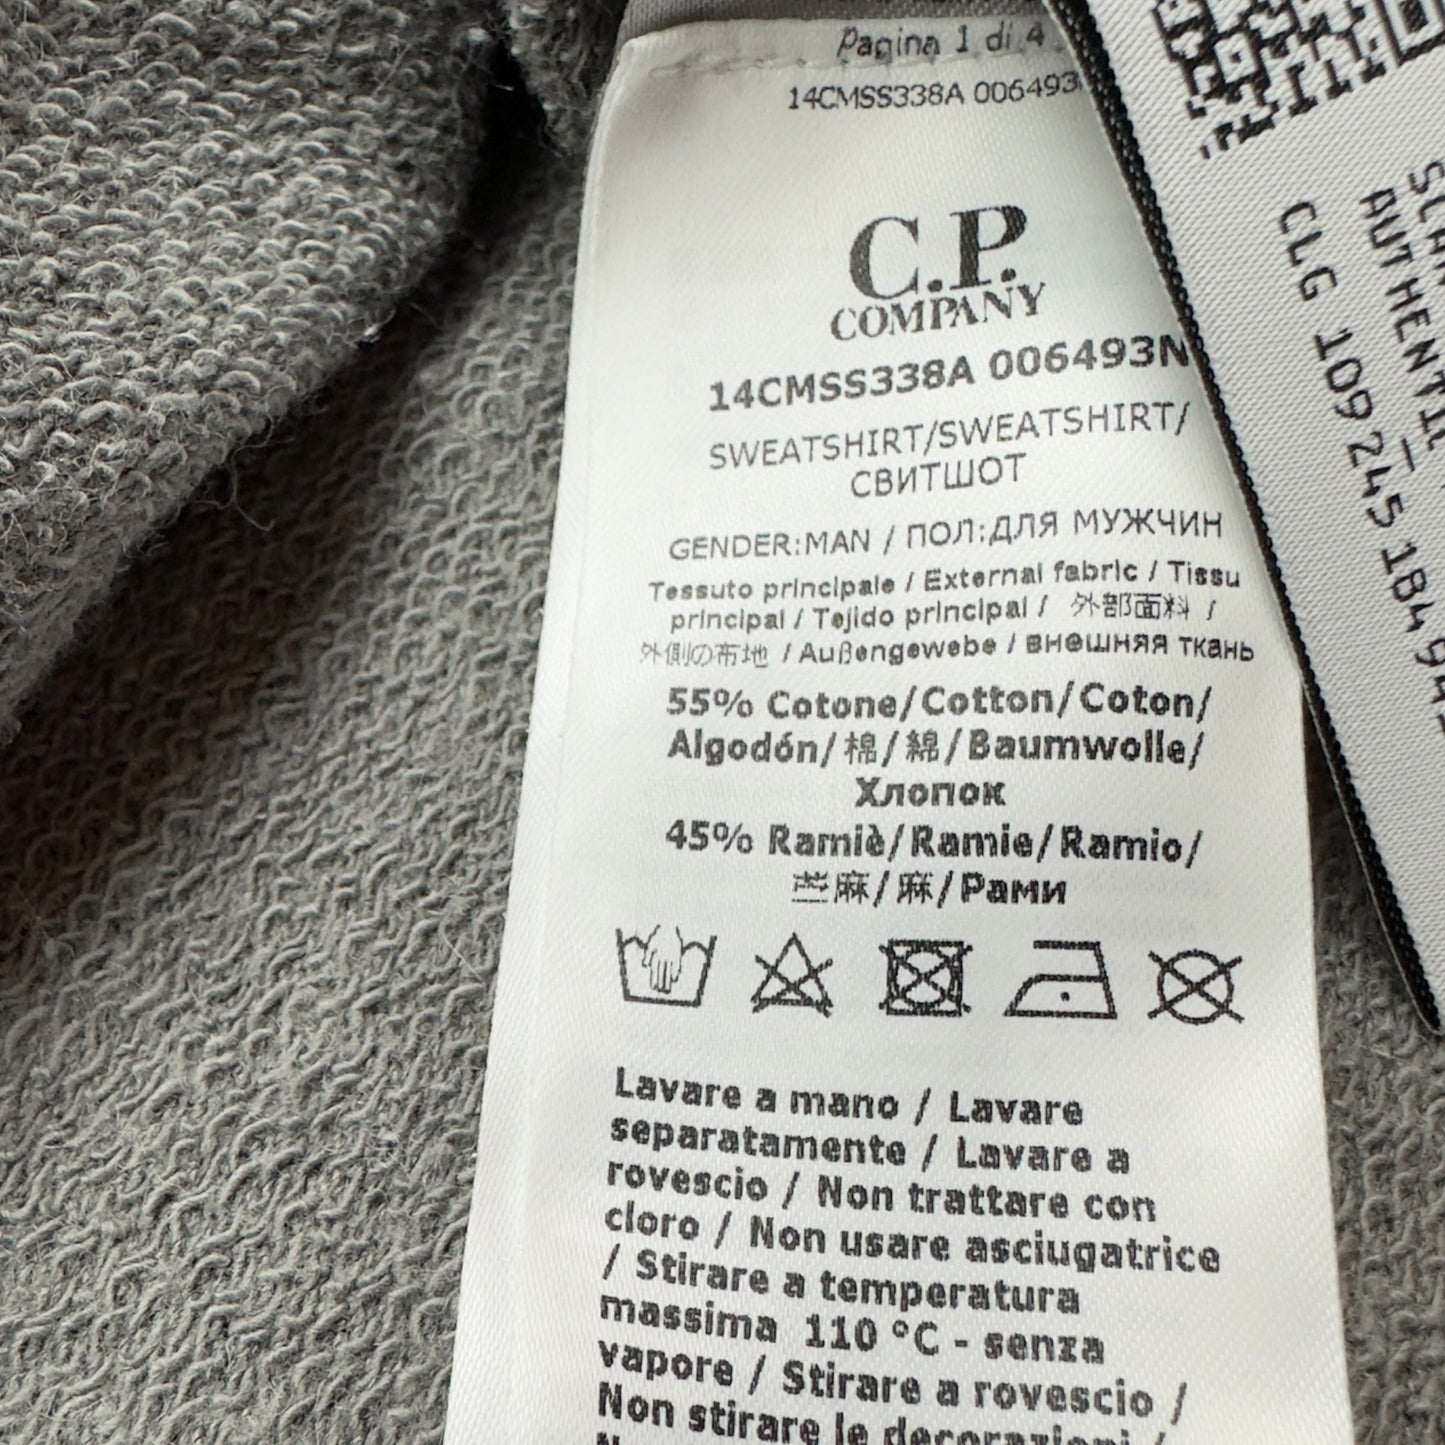 Pagina 1 di 4
14CMSS338A 006493
C.P.
COMPANY
14CMSS338A 006493N
SWEATSHIRT/SWEATSHIRT/
СВИТШОТ
GENDER:MAN / ПОЛ:ДЛЯ МУЖЧИН
Tessuto principale / External fabric / Tissu
principal / Tejido principal / 外部面料 /
外側の布地 / Außengewebe / внешняя ткань
55% Cotone/Cotton/Coton/
Algodón/棉/綿/Baumwolle/
Хлопок
45% Ramiè/Ramie/Ramio/
苎麻/麻/Рами
Lavare a mano / Lavare
separatamente / Lavare a
rovescio / Non trattare con
cloro / Non usare asciugatrice
/ Stirare a temperatura
massima 110 °C - senza
vapore / Stirare a rovescio /
Non stirare le decorazioni /
CLG 109245 184